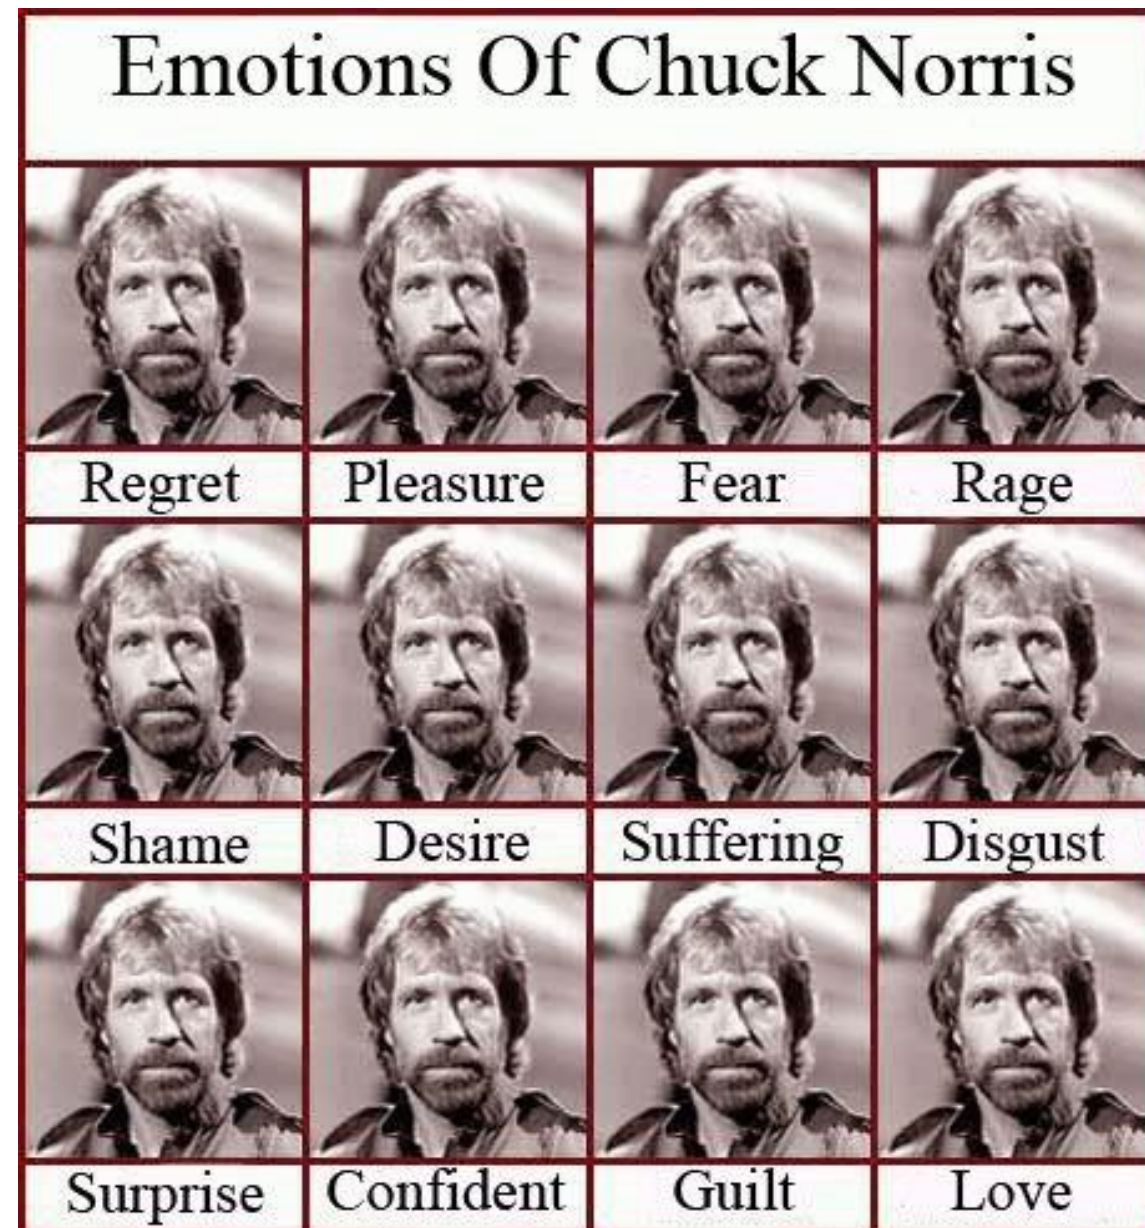 Emotions Of Chuck Norris
Regret Pleasure Fear Rage
Shame Desire Suffering Disgust
Surprise Confident Guilt Love